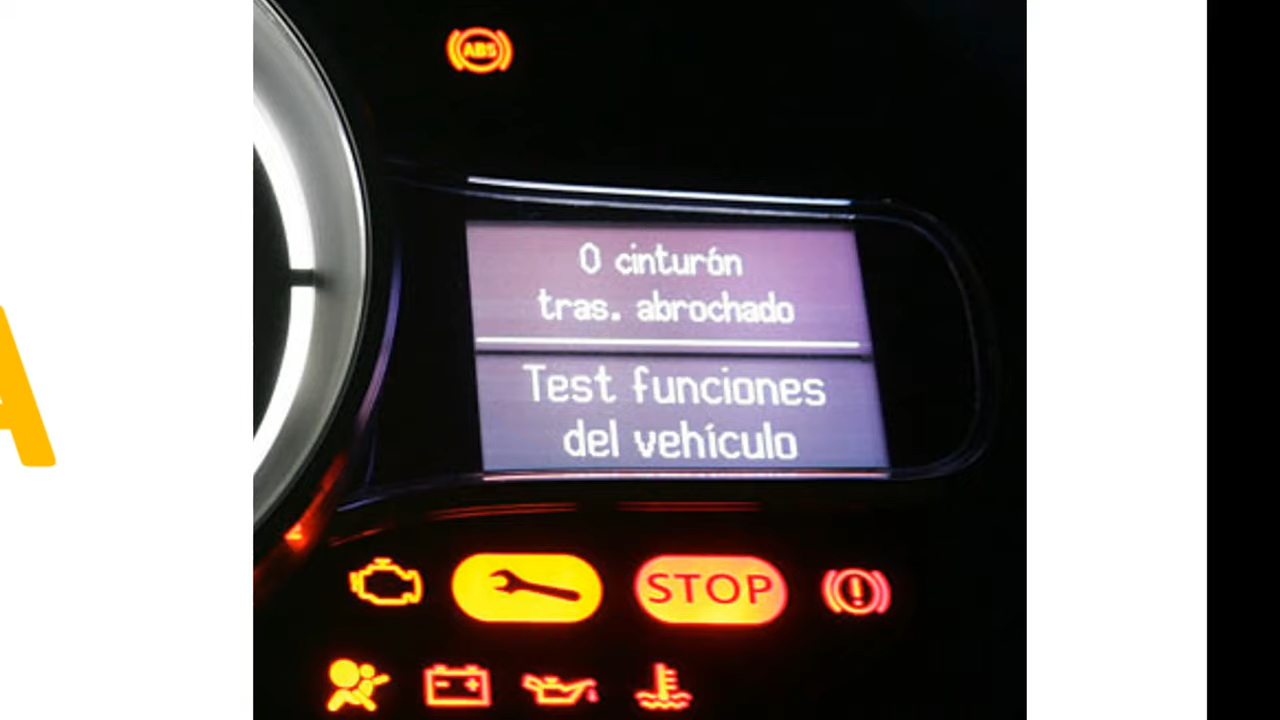 A
ABS
0 cinturón
tras. abrochado
Test funciones
del vehículo
STOP